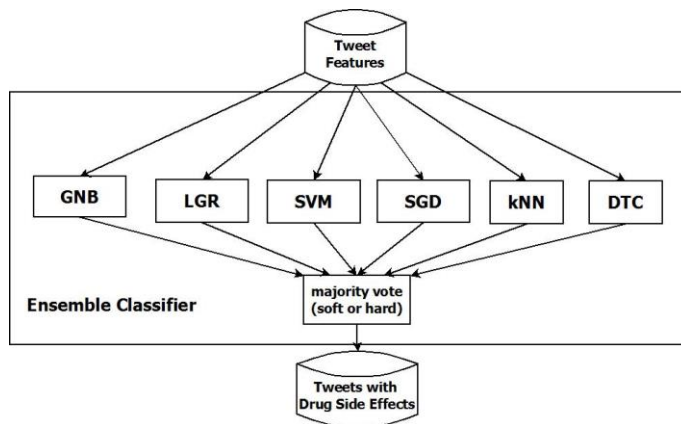 Tweet
Features
GNB
LGR
SVM
SGD
kNN
DTC
majority vote
(soft or hard)
Ensemble Classifier
Tweets with
Drug Side Effects